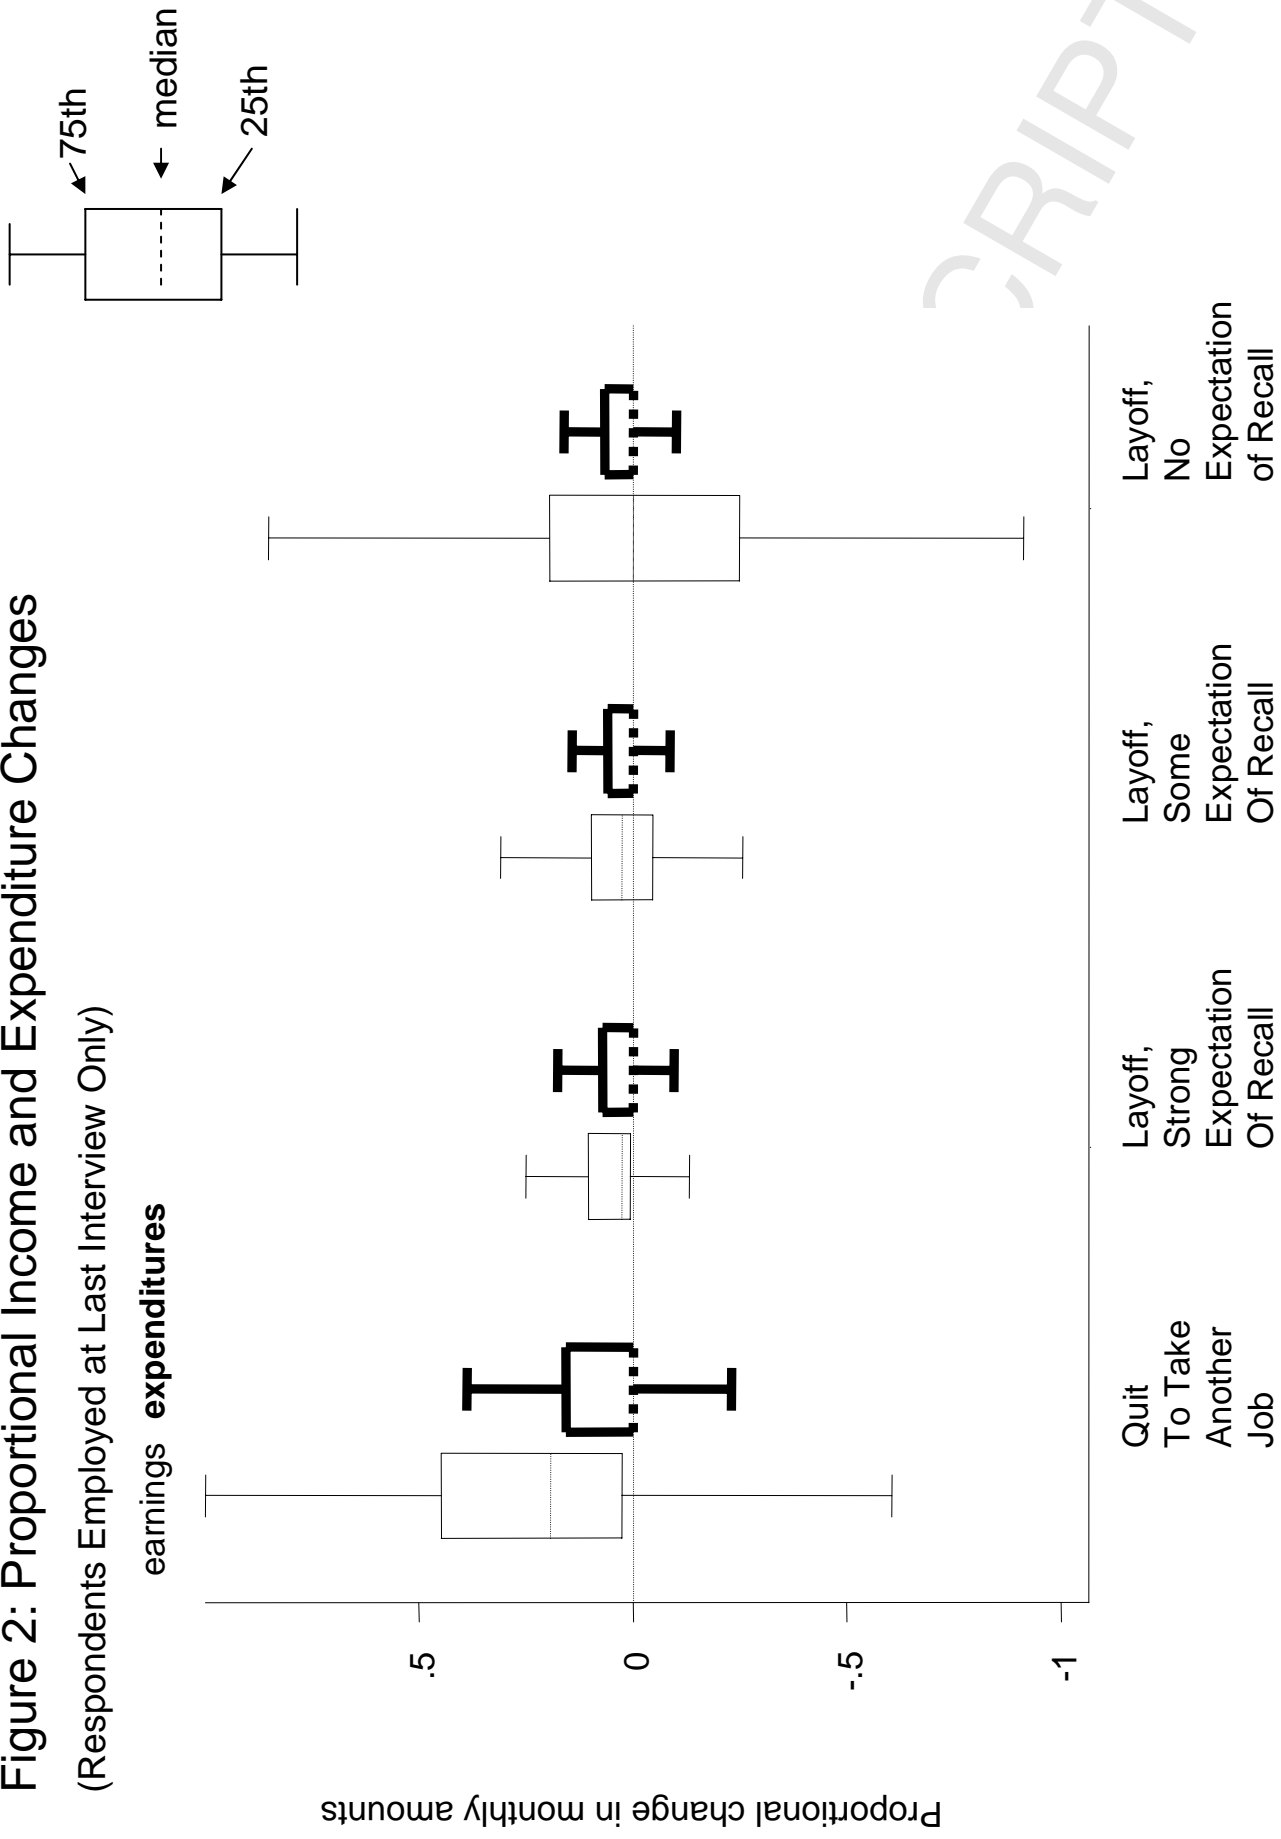 Figure 2: Proportional Income and Expenditure Changes
(Respondents Employed at Last Interview Only)
earnings expenditures
75th
median
25th
Proportional change in monthly amounts
.5
0
-.5
-1
Quit
To Take
Another
Job
Layoff,
Strong
Expectation
Of Recall
Layoff,
Some
Expectation
Of Recall
Layoff,
No
Expectation
of Recall
CRIPT